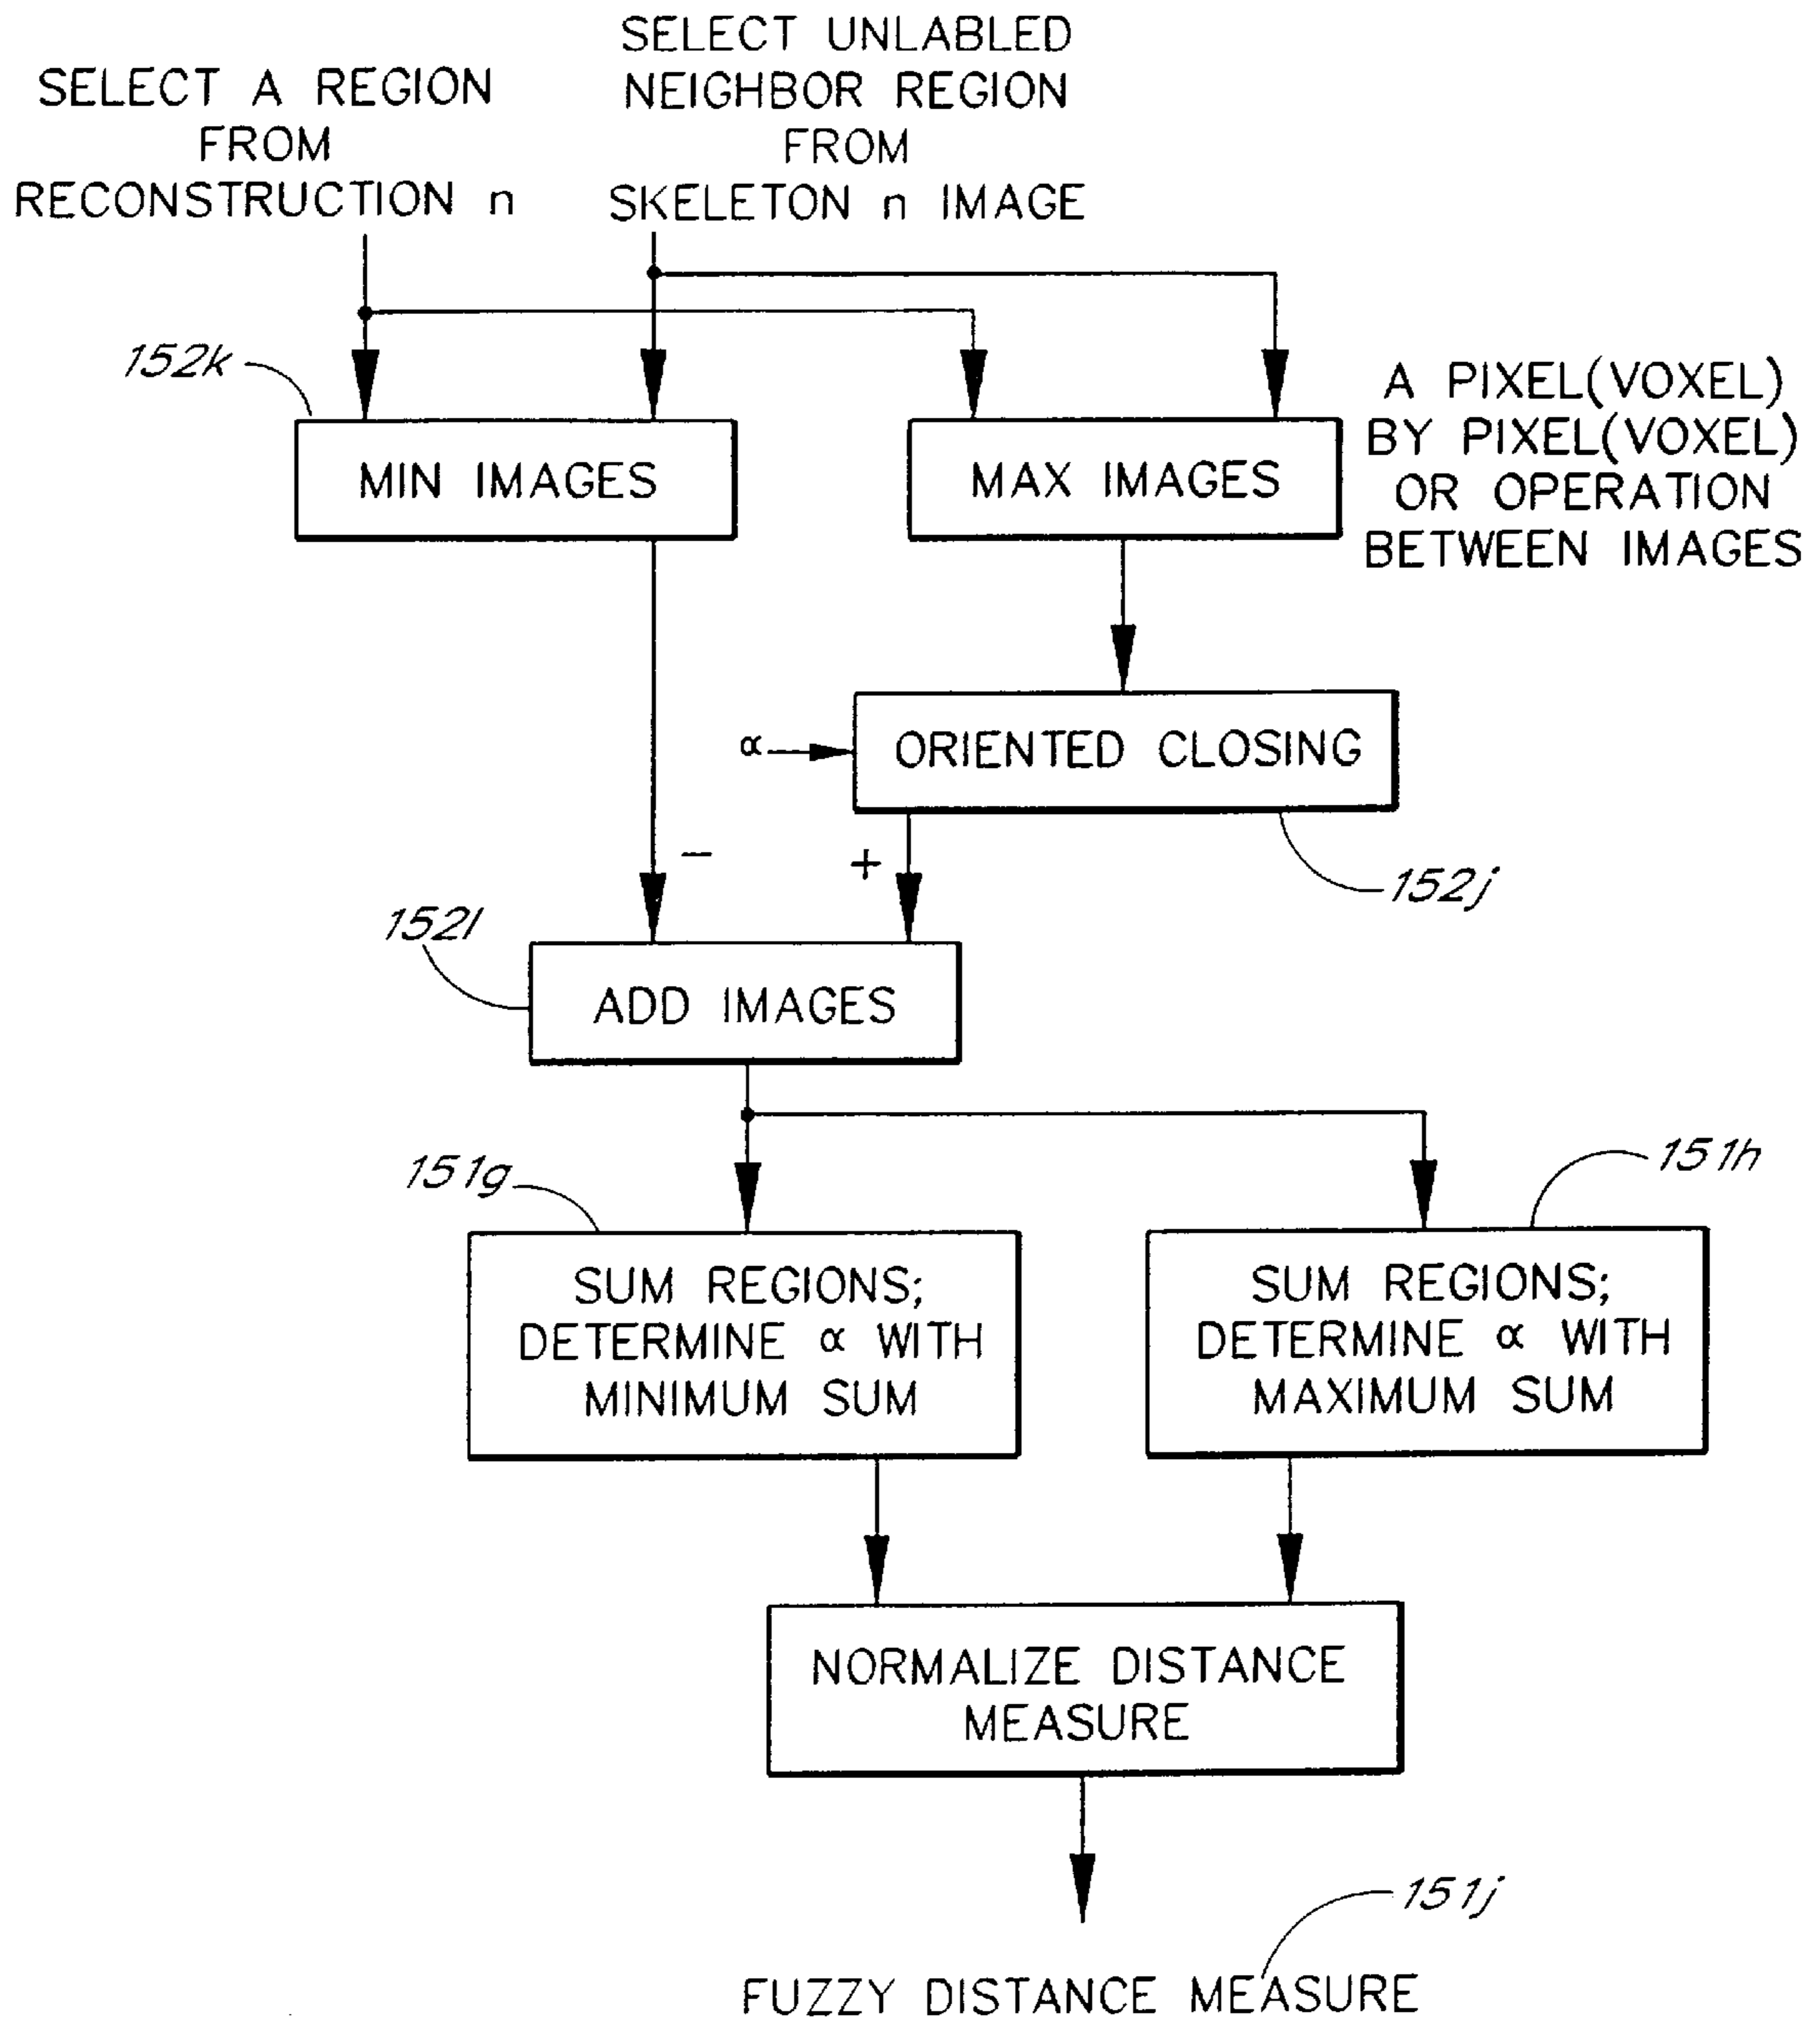 SELECT A REGION
FROM
RECONSTRUCTION n
SELECT UNLABLED
NEIGHBOR REGION
FROM
SKELETON n IMAGE
152k
MIN IMAGES
MAX IMAGES
A PIXEL(VOXEL)
BY PIXEL(VOXEL)
OR OPERATION
BETWEEN IMAGES
α
ORIENTED CLOSING
152j
−
+
152l
ADD IMAGES
151g
151h
SUM REGIONS;
DETERMINE α WITH
MINIMUM SUM
SUM REGIONS;
DETERMINE α WITH
MAXIMUM SUM
NORMALIZE DISTANCE
MEASURE
151j
FUZZY DISTANCE MEASURE